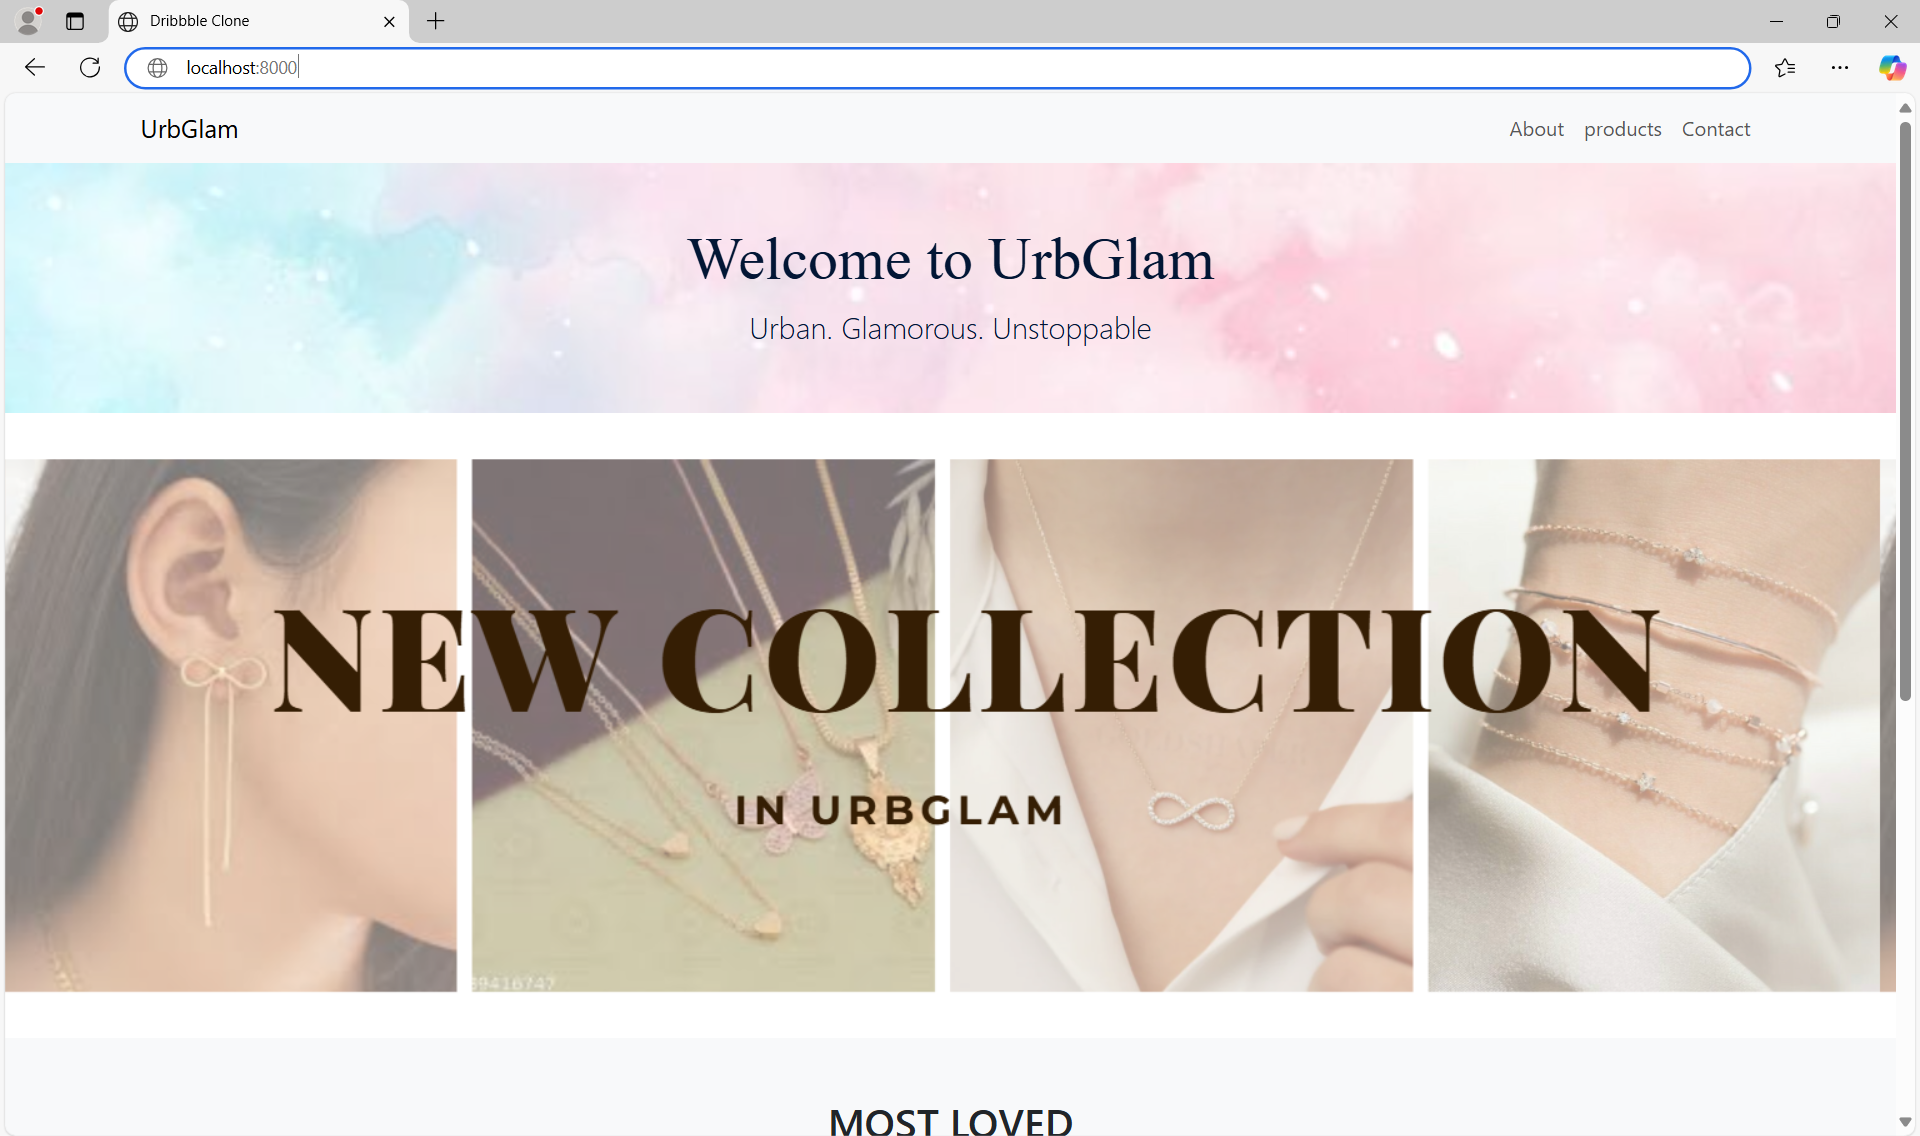 Dribbble Clone
localhost:8000
UrbGlam
About products Contact
Welcome to UrbGlam
Urban. Glamorous. Unstoppable
NEW COLLECTION
IN URBGLAM
39416747
MOST LOVED